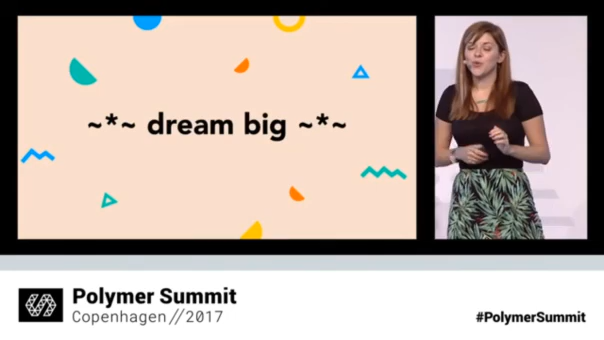 ~*~ dream big ~*~
Polymer Summit
Copenhagen//2017
#PolymerSummit